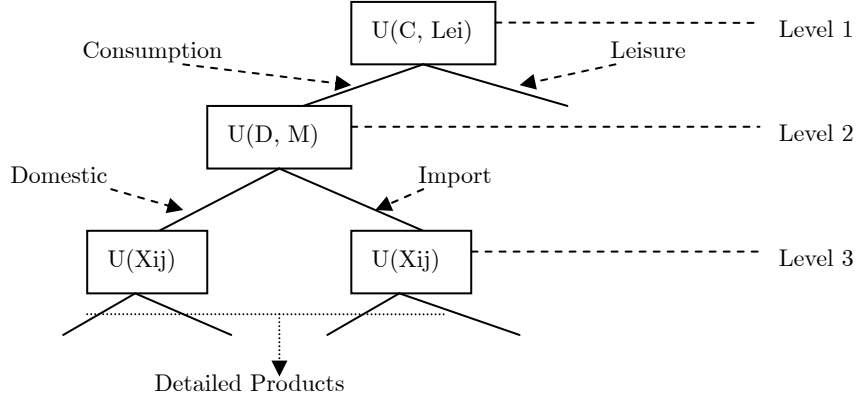 U(C, Lei)
Level 1
Consumption
Leisure
U(D, M)
Level 2
Domestic
Import
U(Xij)
U(Xij)
Level 3
Detailed Products